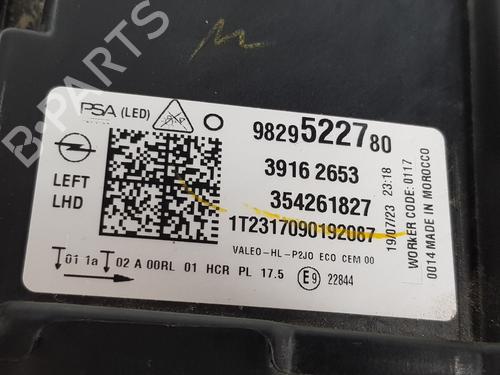 PSA (LED)
9829522780
3916 2653
LEFT
LHD
354261827
1T2317090192087
VALEO-HL-P2JO ECO CEM 00
01 1a 02 A 00RL 01 HCR PL 17.5 E9 22844
19/07/23 23:18
WORKER CODE: 0117
0014 MADE IN MOROCCO
B-PARTS